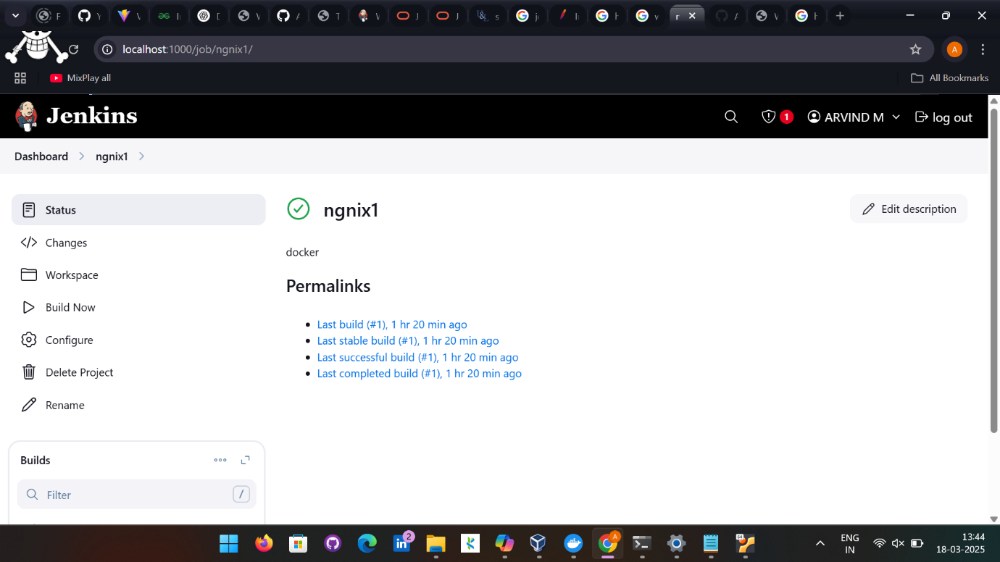 localhost:1000/job/ngnix1/
A
MixPlay all
All Bookmarks
Jenkins
1
ARVIND M
log out
Dashboard
ngnix1
Status
Changes
Workspace
Build Now
Configure
Delete Project
Rename
Builds
Filter
/
ngnix1
Edit description
docker
Permalinks
Last build (#1), 1 hr 20 min ago
Last stable build (#1), 1 hr 20 min ago
Last successful build (#1), 1 hr 20 min ago
Last completed build (#1), 1 hr 20 min ago
2
A
ENG
IN
13:44
18-03-2025